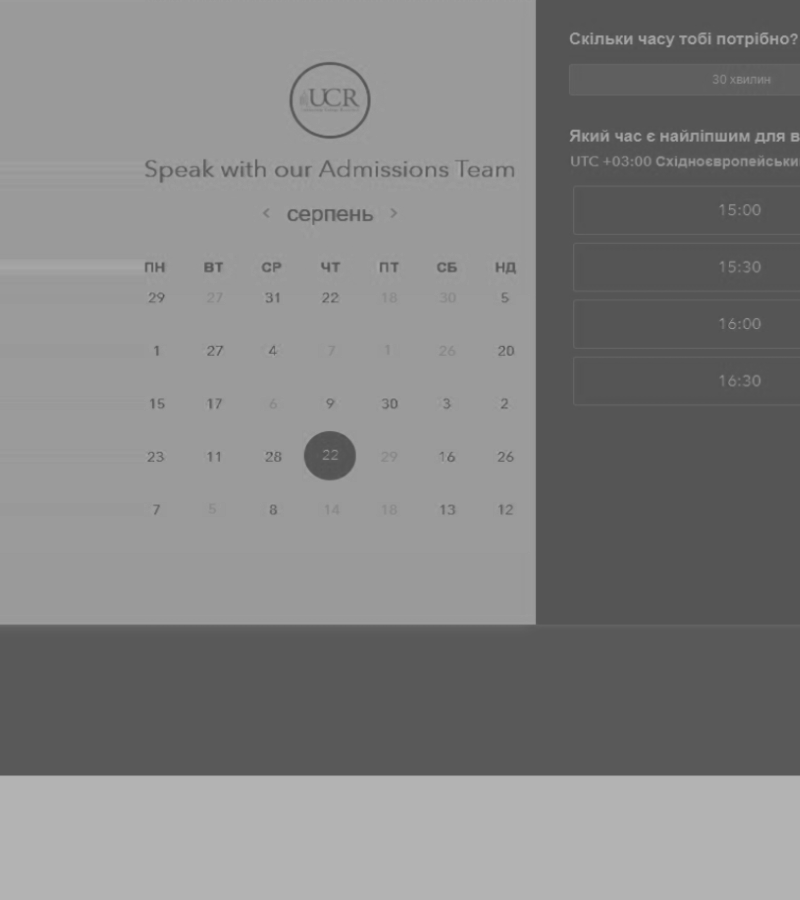 UCR
Speak with our Admissions Team
< серпень >
ПН ВТ СР ЧТ ПТ СБ НД
29 27 31 22 18 30 5
1 27 4 7 1 26 20
15 17 6 9 30 3 2
23 11 28 22 29 16 26
7 5 8 14 18 13 12
Скільки часу тобі потрібно?
30 хвилин
Який час є найліпшим для в
UTC +03:00 Східноєвропейськи
15:00
15:30
16:00
16:30